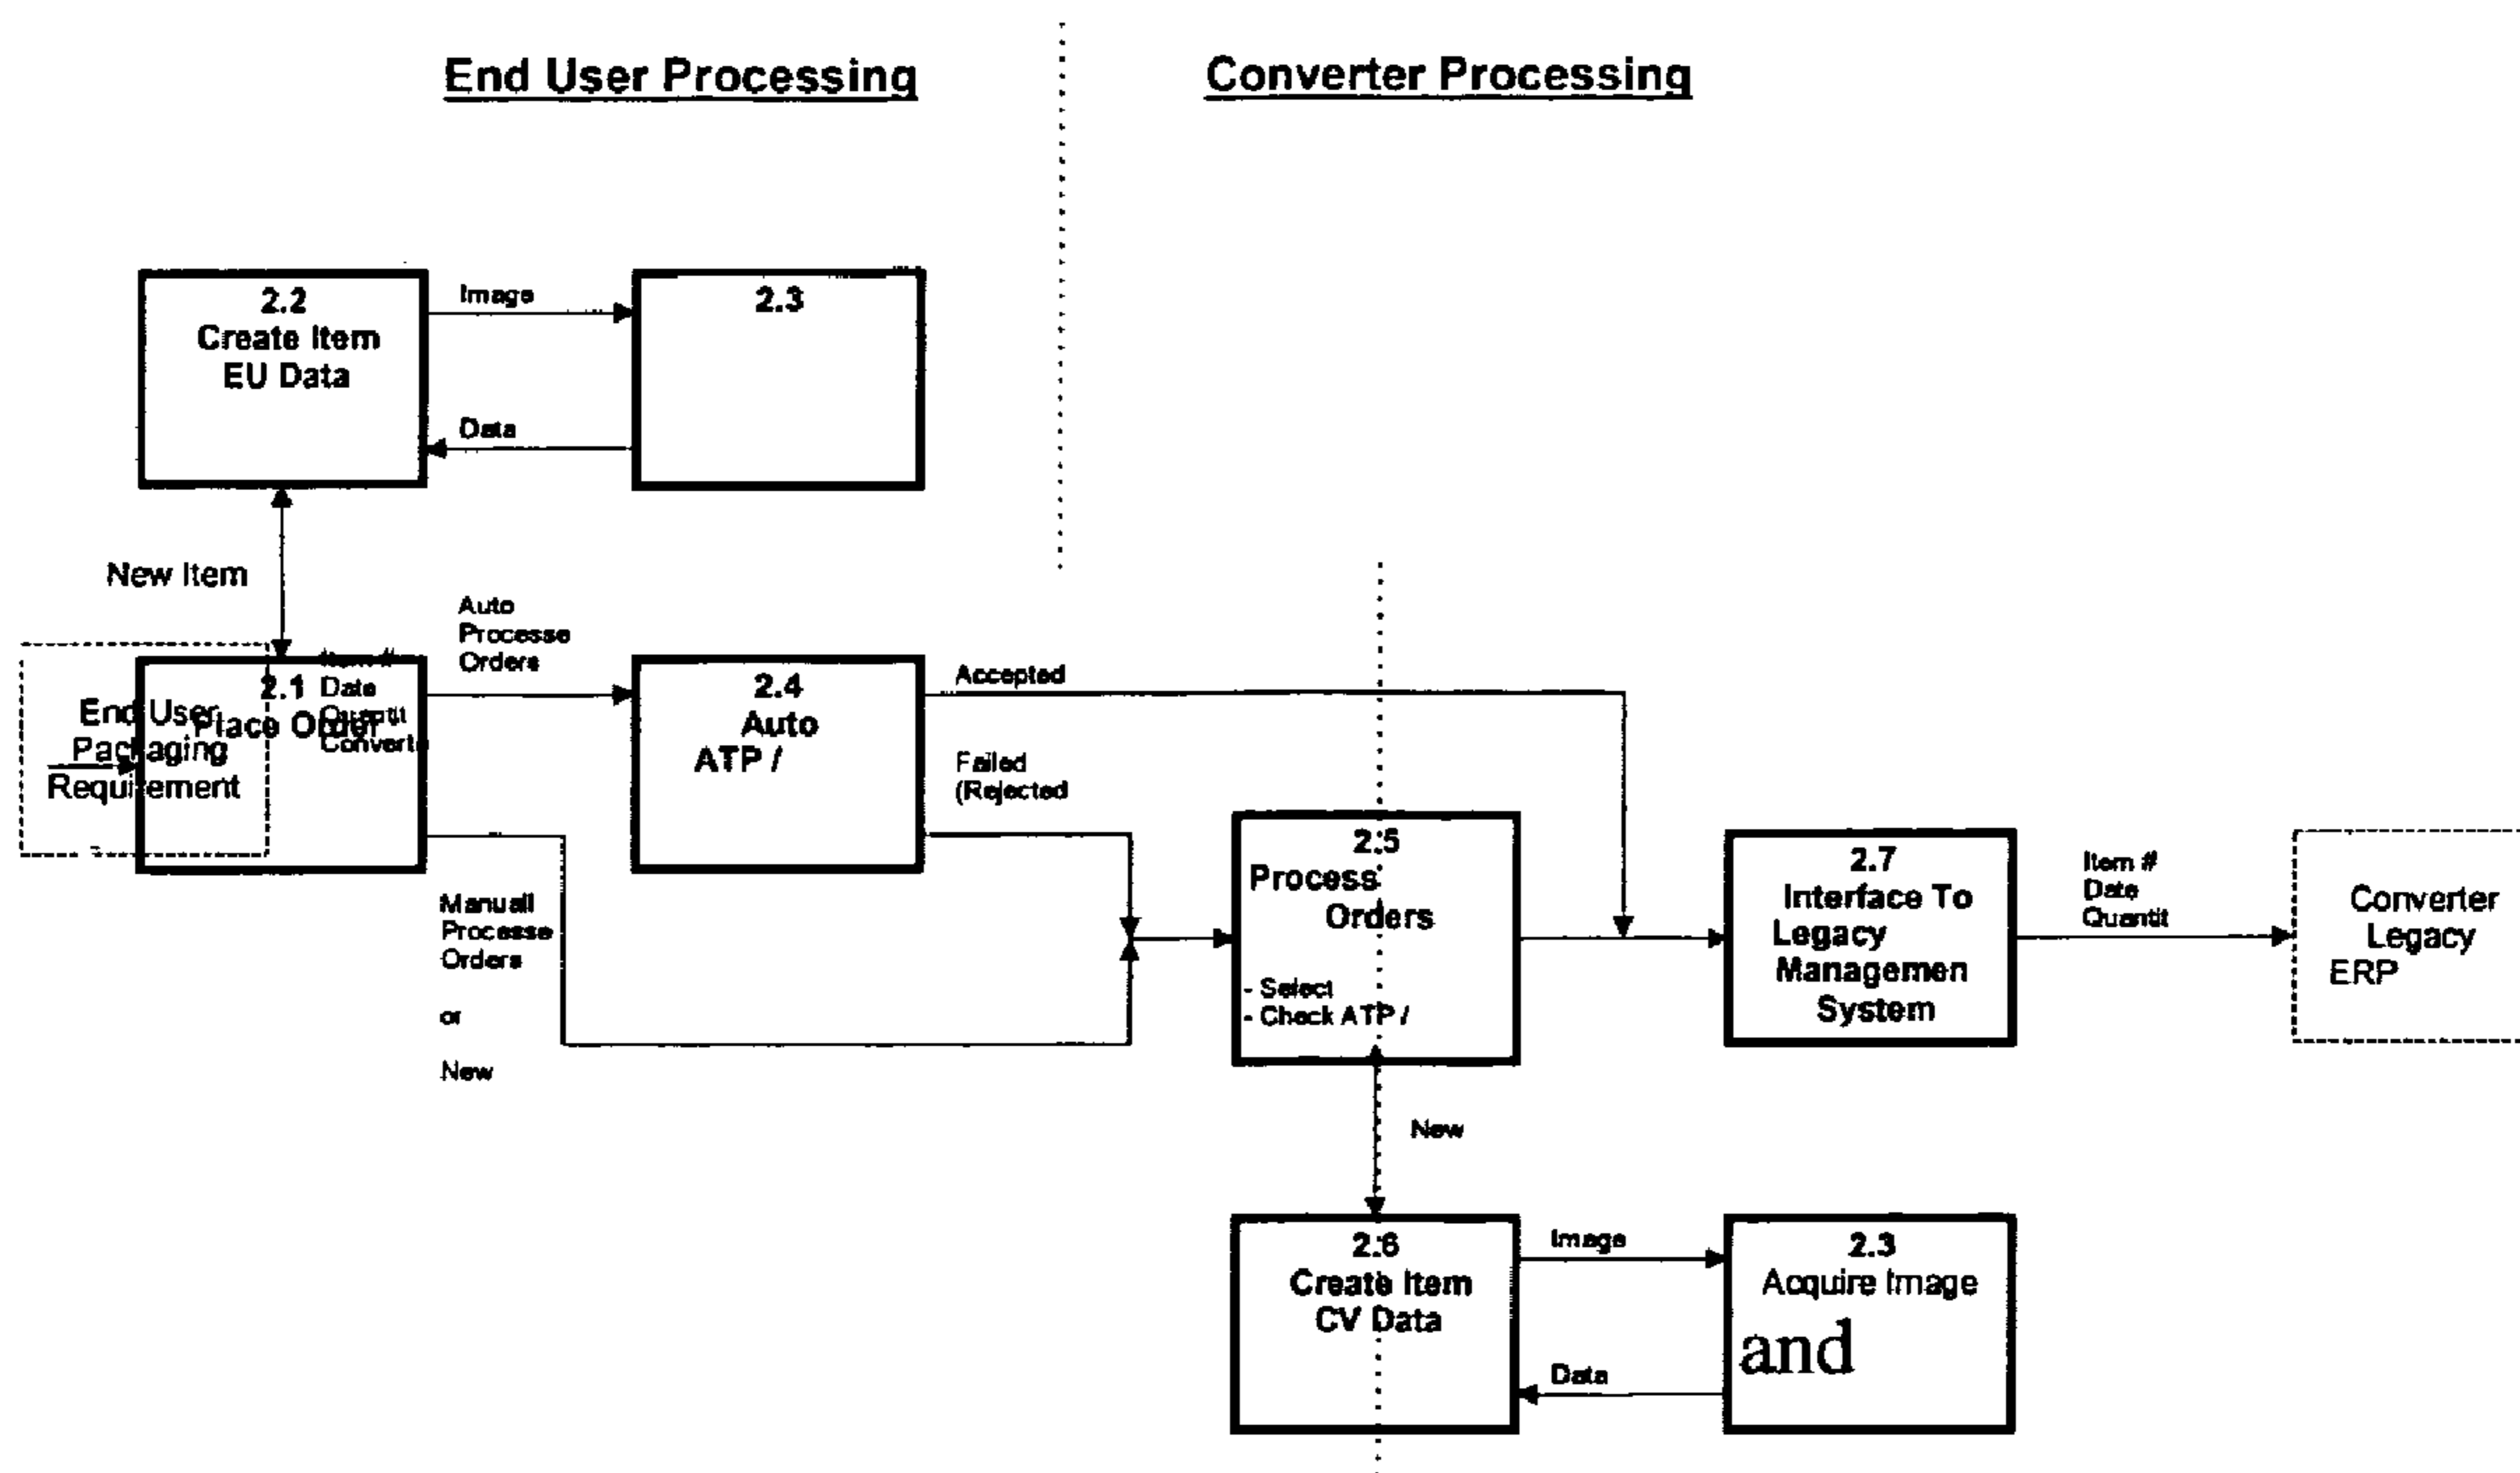 End User Processing
Converter Processing
2.2
Create Item
EU Data
Image
Data
2.3
New Item
Auto
Processe
Orders
End User
Packaging
Requirement
2.1
Place Order
Item #
Date
Quantit
Converte
2.4
Auto
ATP /
Accepted
Failed
(Rejected
Manuall
Processe
Orders
or
New
2.5
Process
Orders
- Select
- Check ATP /
2.7
Interface To
Legacy
Managemen
System
Item #
Date
Quantit
Converter
Legacy
ERP
New
2.6
Create Item
CV Data
Image
Data
2.3
Acquire Image
and